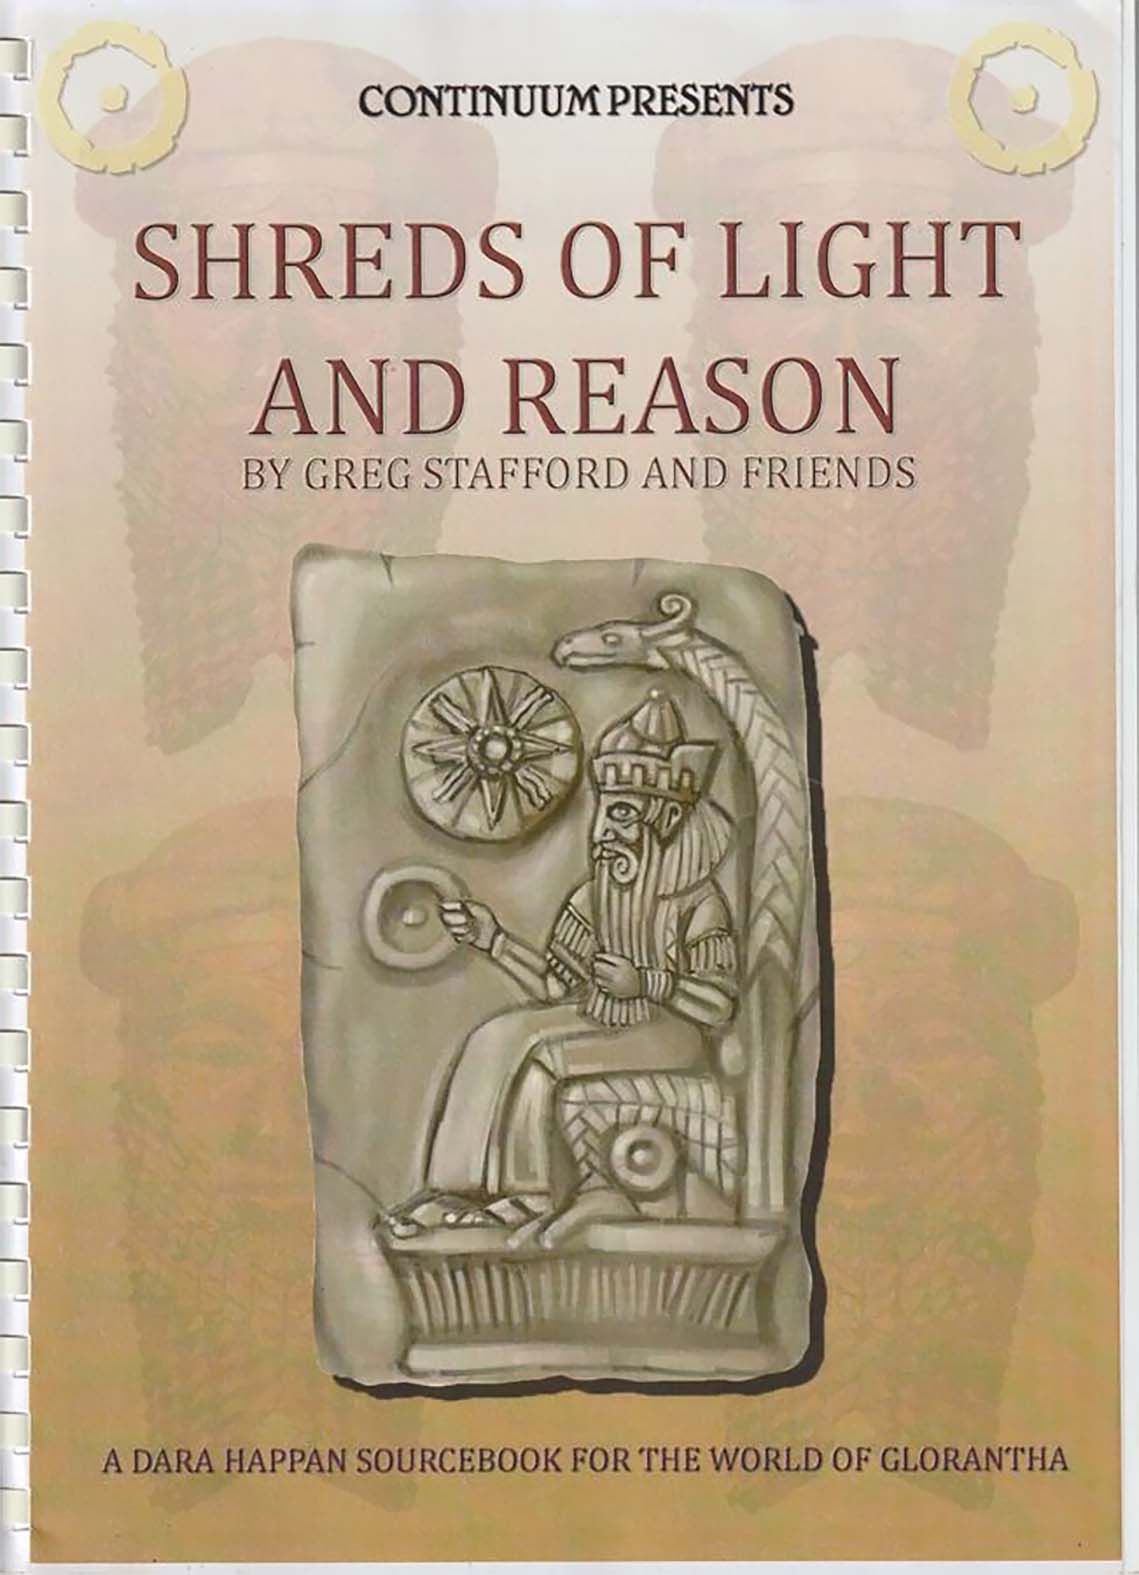 CONTINUUM PRESENTS
SHREDS OF LIGHT
AND REASON
BY GREG STAFFORD AND FRIENDS
A DARA HAPPAN SOURCEBOOK FOR THE WORLD OF GLORANTHA